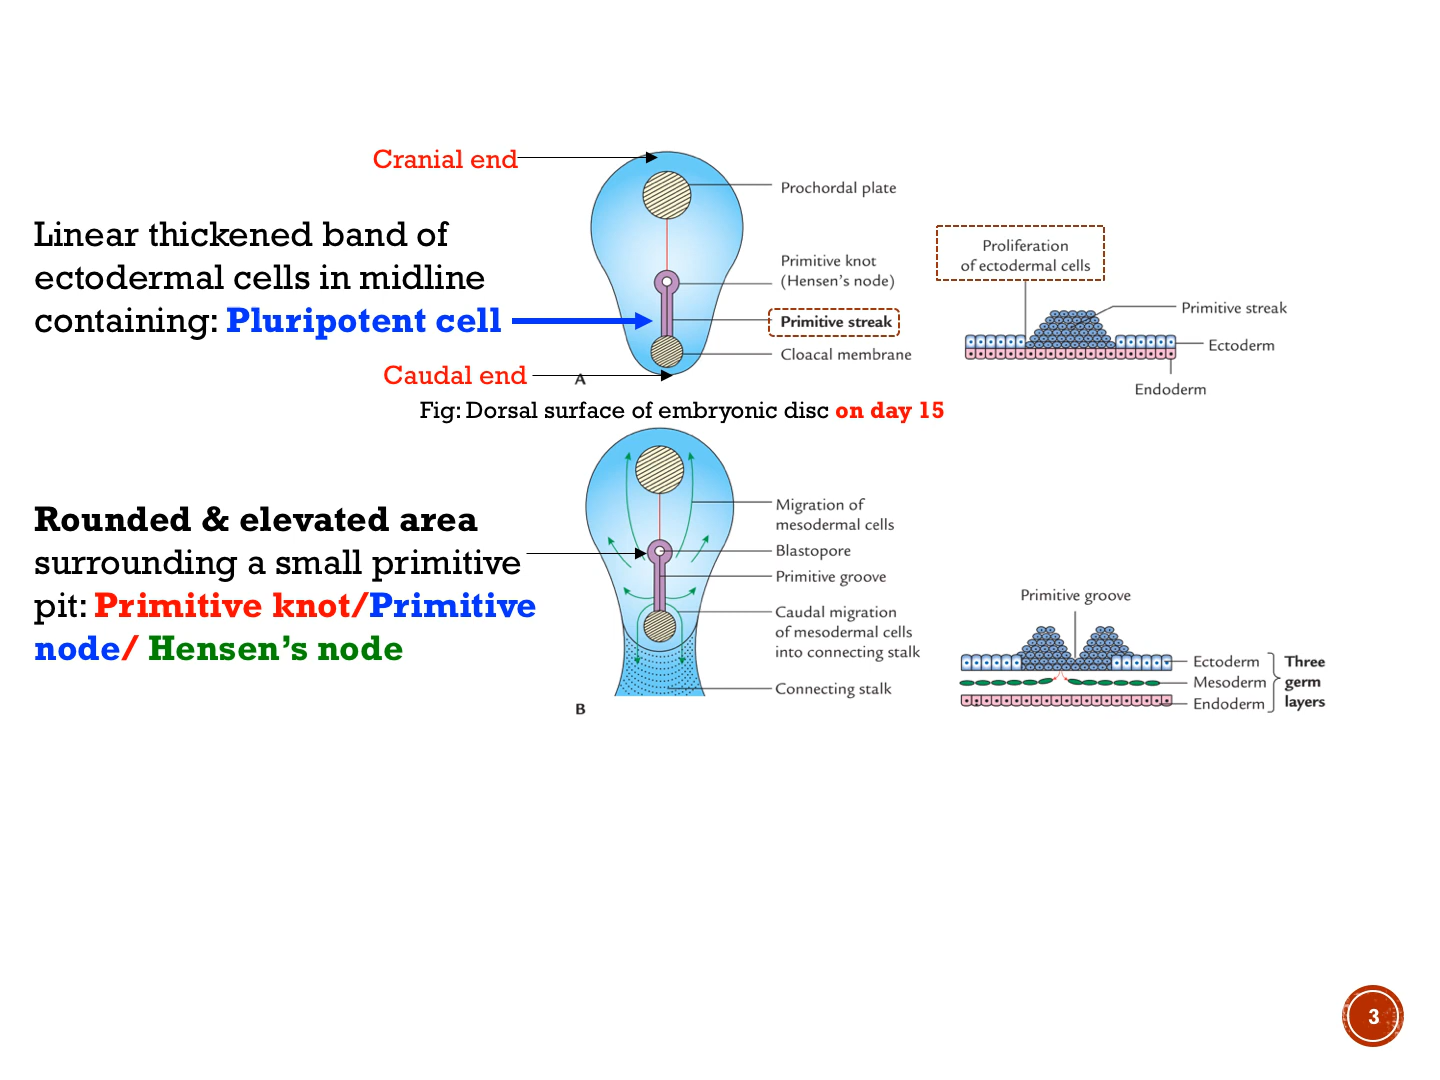 Cranial end
Prochordal plate
Linear thickened band of
ectodermal cells in midline
containing: Pluripotent cell
Primitive knot
(Hensen's node)
Primitive streak
Cloacal membrane
Caudal end
A
Proliferation
of ectodermal cells
Primitive streak
Ectoderm
Endoderm
Fig: Dorsal surface of embryonic disc on day 15
Rounded & elevated area
surrounding a small primitive
pit: Primitive knot/Primitive
node/ Hensen’s node
Migration of
mesodermal cells
Blastopore
Primitive groove
Caudal migration
of mesodermal cells
into connecting stalk
Connecting stalk
B
Primitive groove
Ectoderm
Mesoderm
Endoderm
Three
germ
layers
3